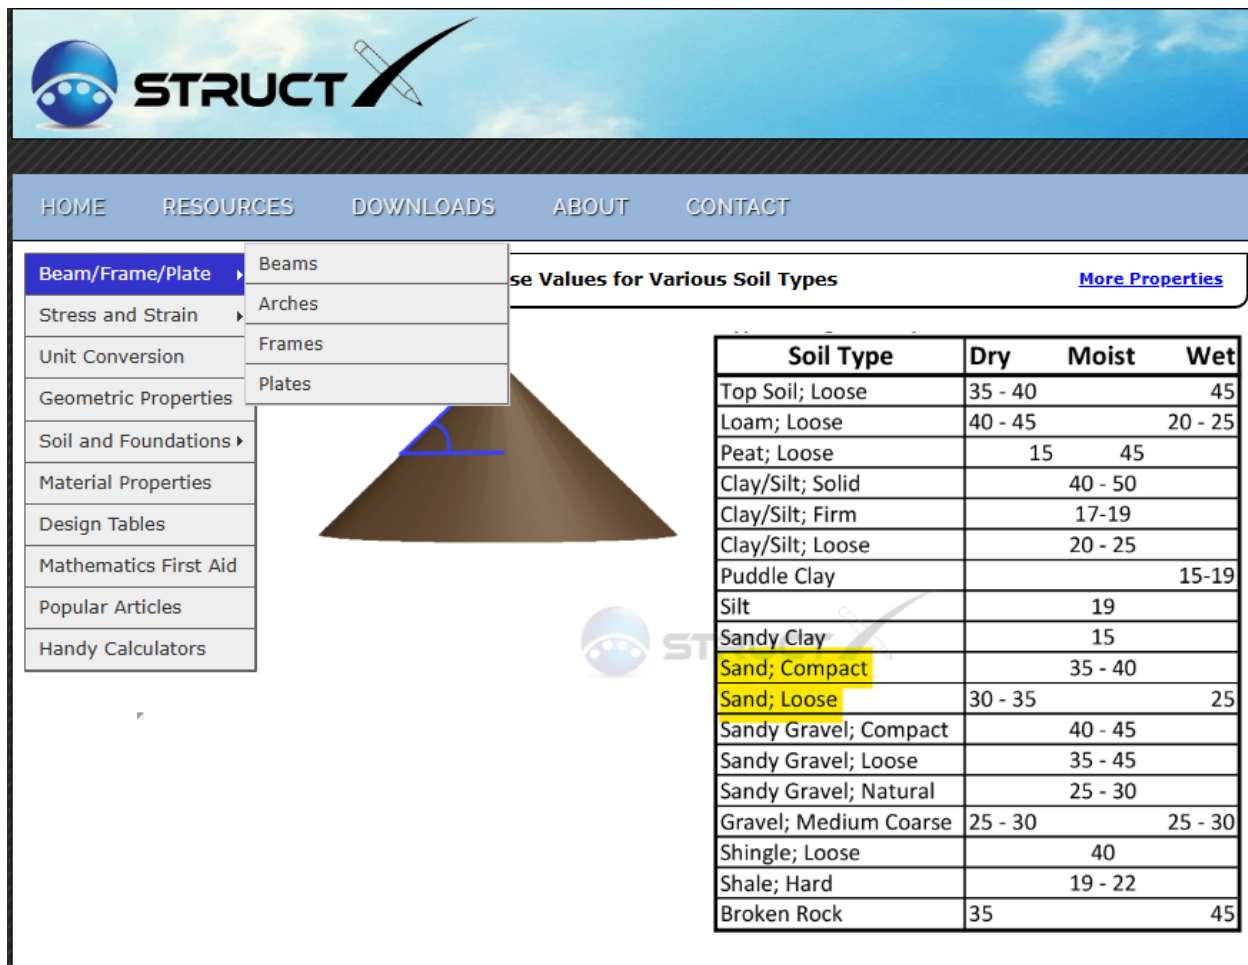 STRUCT X
HOME RESOURCES DOWNLOADS ABOUT CONTACT
Beam/Frame/Plate
Stress and Strain
Unit Conversion
Geometric Properties
Soil and Foundations
Material Properties
Design Tables
Mathematics First Aid
Popular Articles
Handy Calculators
Beams
Arches
Frames
Plates
se Values for Various Soil Types
More Properties
Soil Type Dry Moist Wet
Top Soil; Loose 35 - 40 45
Loam; Loose 40 - 45 20 - 25
Peat; Loose 15 45
Clay/Silt; Solid 40 - 50
Clay/Silt; Firm 17-19
Clay/Silt; Loose 20 - 25
Puddle Clay 15-19
Silt 19
Sandy Clay 15
Sand; Compact 35 - 40
Sand; Loose 30 - 35 25
Sandy Gravel; Compact 40 - 45
Sandy Gravel; Loose 35 - 45
Sandy Gravel; Natural 25 - 30
Gravel; Medium Coarse 25 - 30 25 - 30
Shingle; Loose 40
Shale; Hard 19 - 22
Broken Rock 35 45